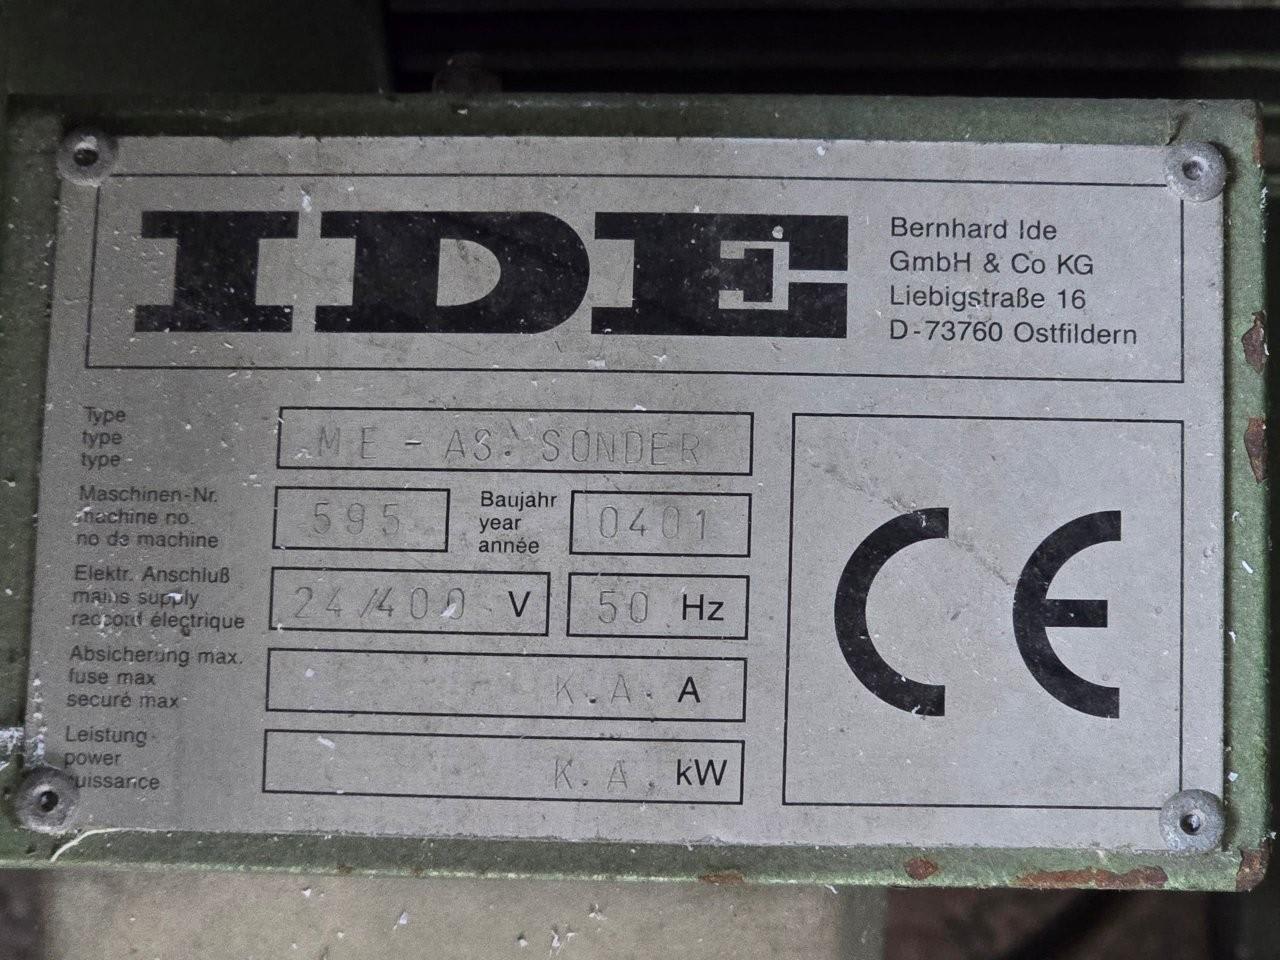 IDE
Bernhard Ide
GmbH & Co KG
Liebigstraße 16
D-73760 Ostfildern
Type
type
type
ME-AS. SONDER
Maschinen-Nr.
machine no.
no de machine
595
Baujahr
year
année
0401
Elektr. Anschluß
mains supply
raccord électrique
24/400 V
50 Hz
Absicherung max.
fuse max
securé max
K.A. A
Leistung
power
puissance
K.A. kW
CE